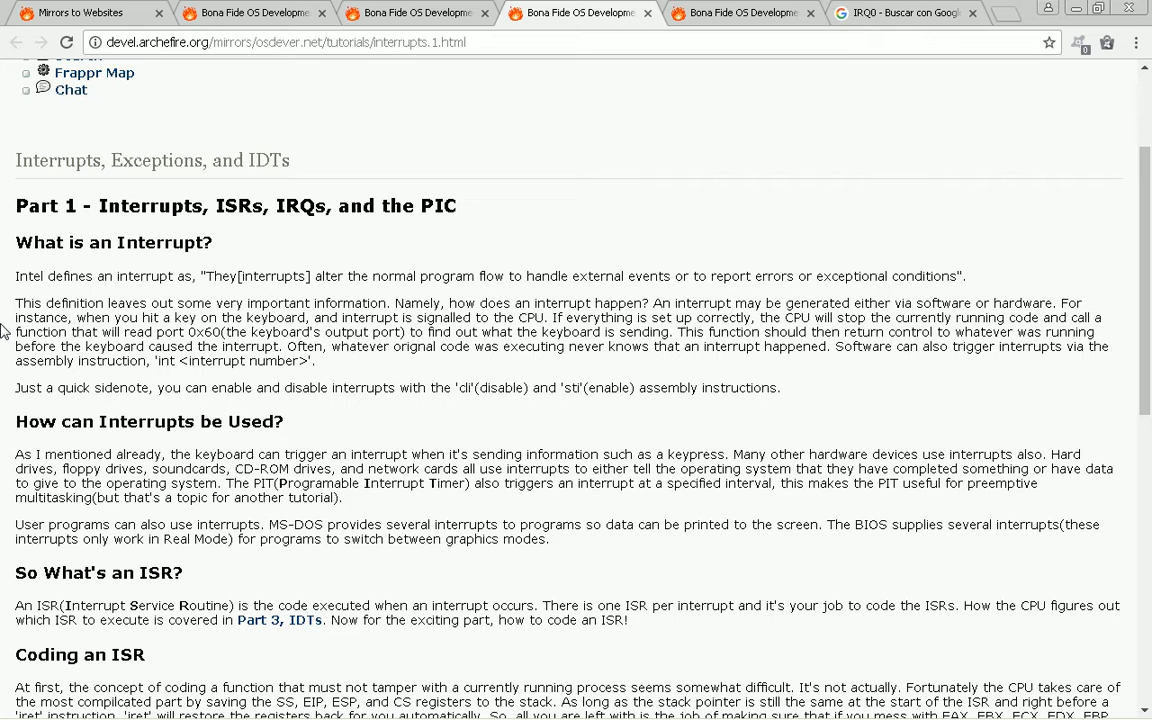 Mirrors to Websites
Bona Fide OS Developme
Bona Fide OS Developme
Bona Fide OS Developme
Bona Fide OS Developme
IRQ0 - Buscar con Googl
devel.archefire.org/mirrors/osdever.net/tutorials/interrupts.1.html
0
Frappr Map
Chat
Interrupts, Exceptions, and IDTs
Part 1 - Interrupts, ISRs, IRQs, and the PIC
What is an Interrupt?
Intel defines an interrupt as, "They[interrupts] alter the normal program flow to handle external events or to report errors or exceptional conditions".
This definition leaves out some very important information. Namely, how does an interrupt happen? An interrupt may be generated either via software or hardware. For
instance, when you hit a key on the keyboard, and interrupt is signalled to the CPU. If everything is set up correctly, the CPU will stop the currently running code and call a
function that will read port 0x60(the keyboard's output port) to find out what the keyboard is sending. This function should then return control to whatever was running
before the keyboard caused the interrupt. Often, whatever orignal code was executing never knows that an interrupt happened. Software can also trigger interrupts via the
assembly instruction, 'int <interrupt number>'.
Just a quick sidenote, you can enable and disable interrupts with the 'cli'(disable) and 'sti'(enable) assembly instructions.
How can Interrupts be Used?
As I mentioned already, the keyboard can trigger an interrupt when it's sending information such as a keypress. Many other hardware devices use interrupts also. Hard
drives, floppy drives, soundcards, CD-ROM drives, and network cards all use interrupts to either tell the operating system that they have completed something or have data
to give to the operating system. The PIT(Programable Interrupt Timer) also triggers an interrupt at a specified interval, this makes the PIT useful for preemptive
multitasking(but that's a topic for another tutorial).
User programs can also use interrupts. MS-DOS provides several interrupts to programs so data can be printed to the screen. The BIOS supplies several interrupts(these
interrupts only work in Real Mode) for programs to switch between graphics modes.
So What's an ISR?
An ISR(Interrupt Service Routine) is the code executed when an interrupt occurs. There is one ISR per interrupt and it's your job to code the ISRs. How the CPU figures out
which ISR to execute is covered in Part 3, IDTs. Now for the exciting part, how to code an ISR!
Coding an ISR
At first, the concept of coding a function that must not tamper with a currently running process seems somewhat difficult. It's not actually. Fortunately the CPU takes care of
the most compilcated part by saving the SS, EIP, ESP, and CS registers to the stack. As long as the stack pointer is still the same at the start of the ISR and right before a
'iret' instruction, 'iret' will restore the registers back for you automatically. So, all you are left with is the job of making sure that if you mess with EAX, EBX, ECX, EDX, EBP,